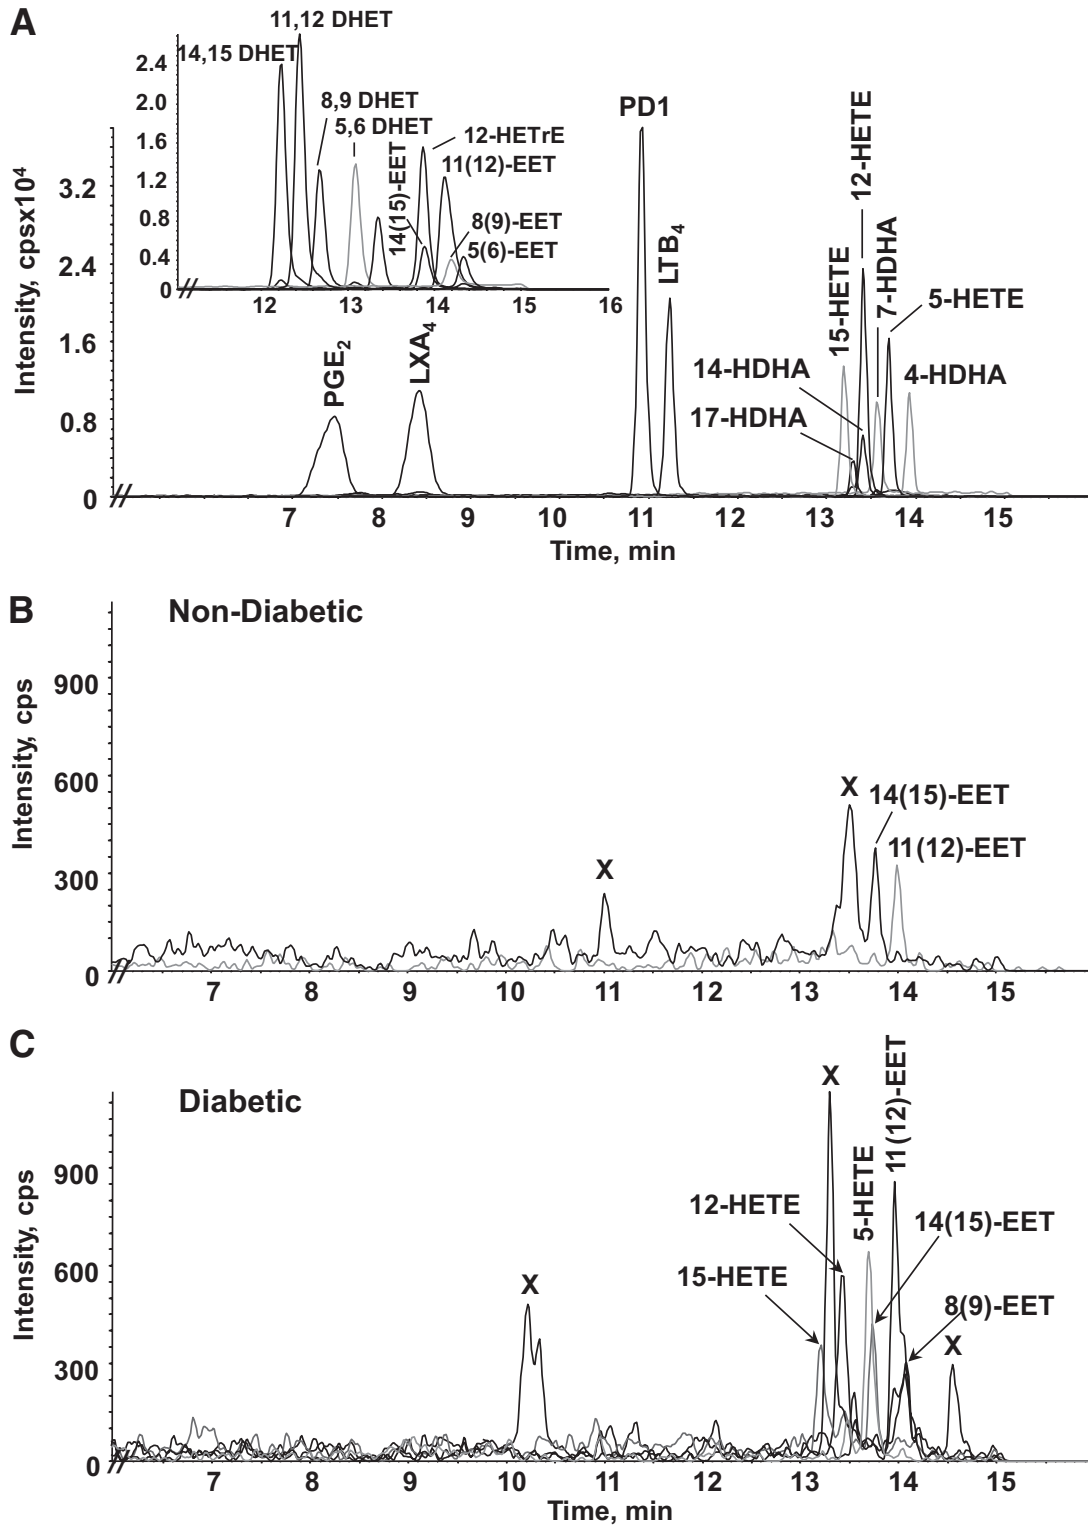 A
11,12 DHET
14,15 DHET
8,9 DHET
5,6 DHET
12-HETrE
11(12)-EET
14(15)-EET
8(9)-EET
5(6)-EET
2.4
2.0
1.6
1.2
0.8
0.4
0
12 13 14 15 16
PD1
LTB4
PGE2
LXA4
12-HETE
15-HETE
7-HDHA
5-HETE
14-HDHA
4-HDHA
17-HDHA
Intensity, cpsx10⁴
3.2
2.4
1.6
0.8
0
7 8 9 10 11 12 13 14 15
Time, min
B
Non-Diabetic
Intensity, cps
900
600
300
0
X
X
14(15)-EET
11(12)-EET
7 8 9 10 11 12 13 14 15
C
Diabetic
Intensity, cps
900
600
300
0
X
X
11(12)-EET
5-HETE
12-HETE
14(15)-EET
15-HETE
8(9)-EET
X
7 8 9 10 11 12 13 14 15
Time, min